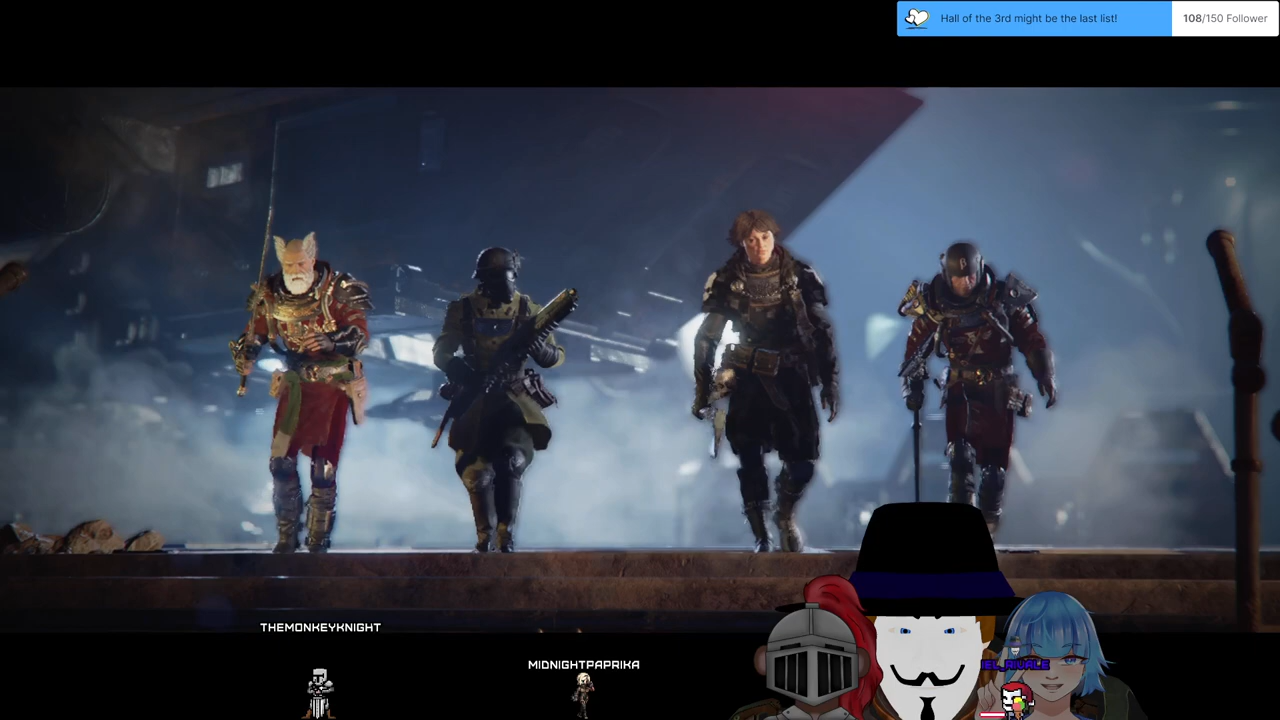 Hall of the 3rd might be the last list!
108/150 Follower
THEMONKEYKNIGHT
MIDNIGHTPAPRIKA